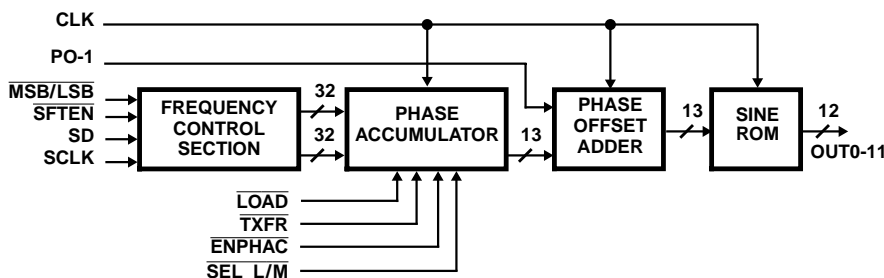 CLK
PO-1
MSB/LSB
SFTEN
SD
SCLK
FREQUENCY
CONTROL
SECTION
32
32
PHASE
ACCUMULATOR
13
PHASE
OFFSET
ADDER
13
SINE
ROM
12
OUT0-11
LOAD
TXFR
ENPHAC
SEL_L/M